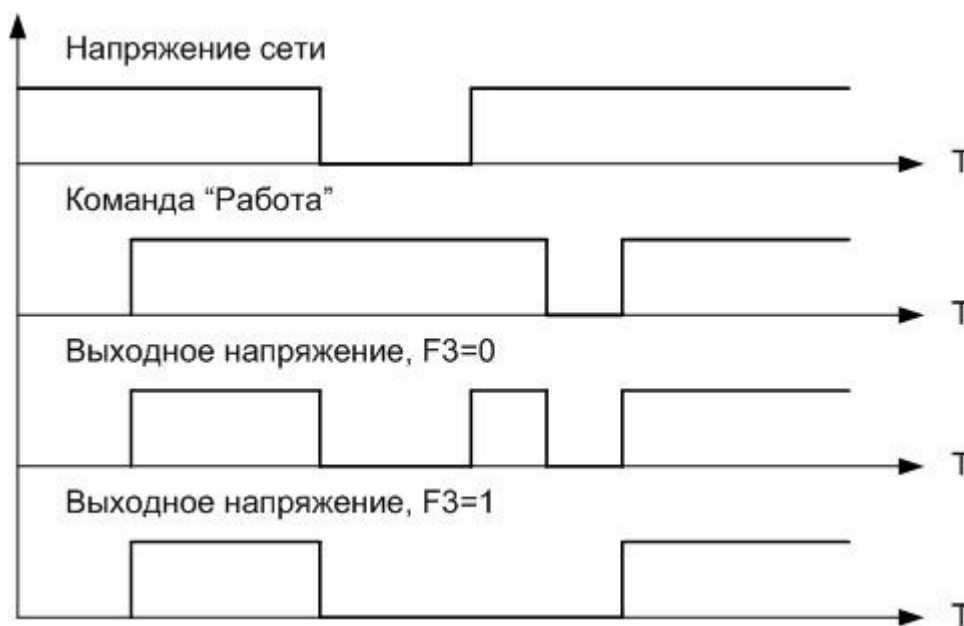 Напряжение сети
T
Команда “Работа”
T
Выходное напряжение, F3=0
T
Выходное напряжение, F3=1
T